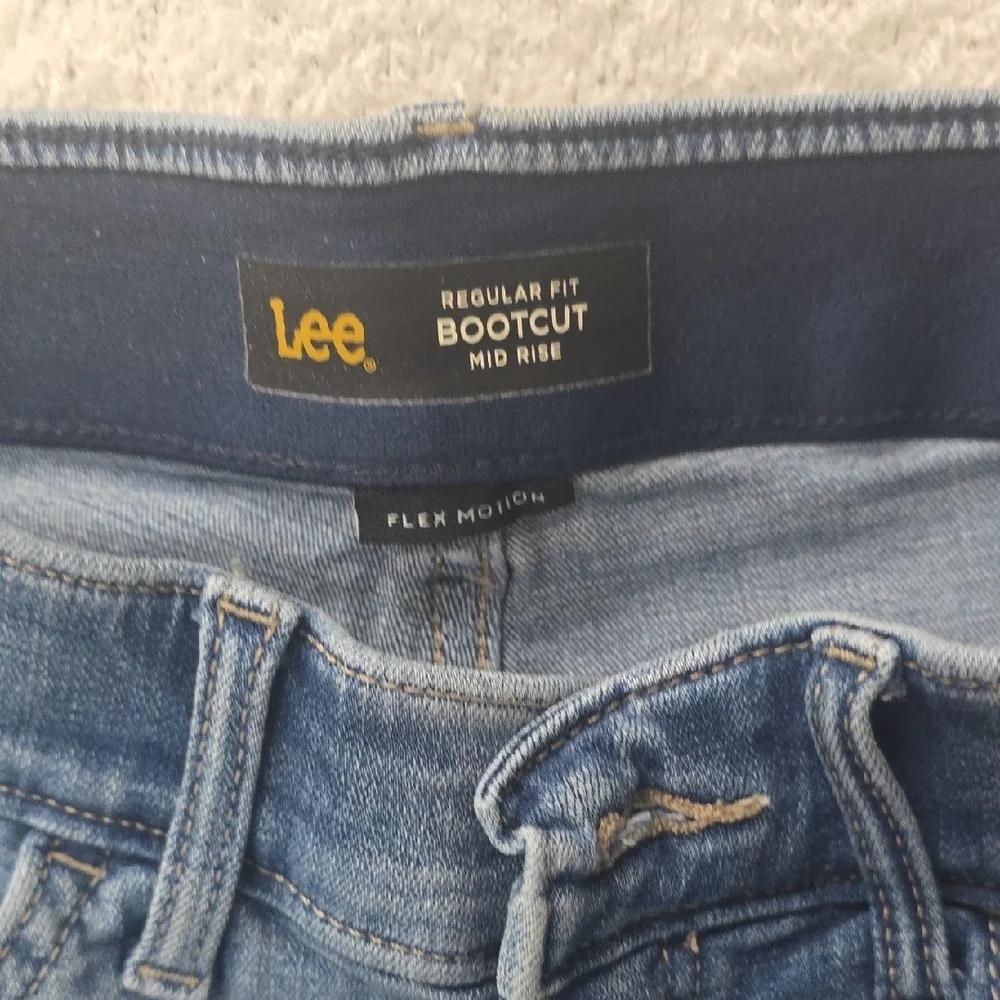 Lee®
REGULAR FIT
BOOTCUT
MID RISE
FLEX MOTION